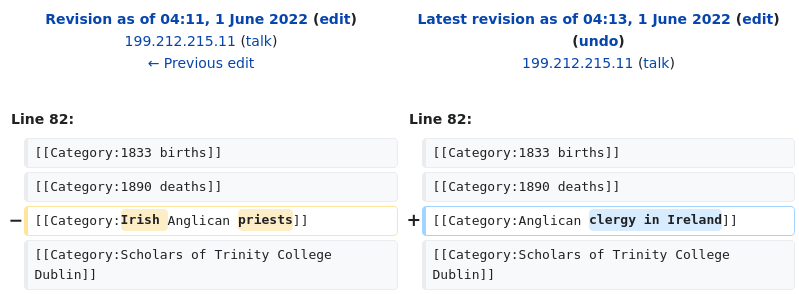 Revision as of 04:11, 1 June 2022 (edit)
199.212.215.11 (talk)
← Previous edit
Latest revision as of 04:13, 1 June 2022 (edit)
(undo)
199.212.215.11 (talk)
Line 82:
Line 82:
[[Category:1833 births]]
[[Category:1833 births]]
[[Category:1890 deaths]]
[[Category:1890 deaths]]
− [[Category:Irish Anglican priests]]
+ [[Category:Anglican clergy in Ireland]]
[[Category:Scholars of Trinity College
Dublin]]
[[Category:Scholars of Trinity College
Dublin]]